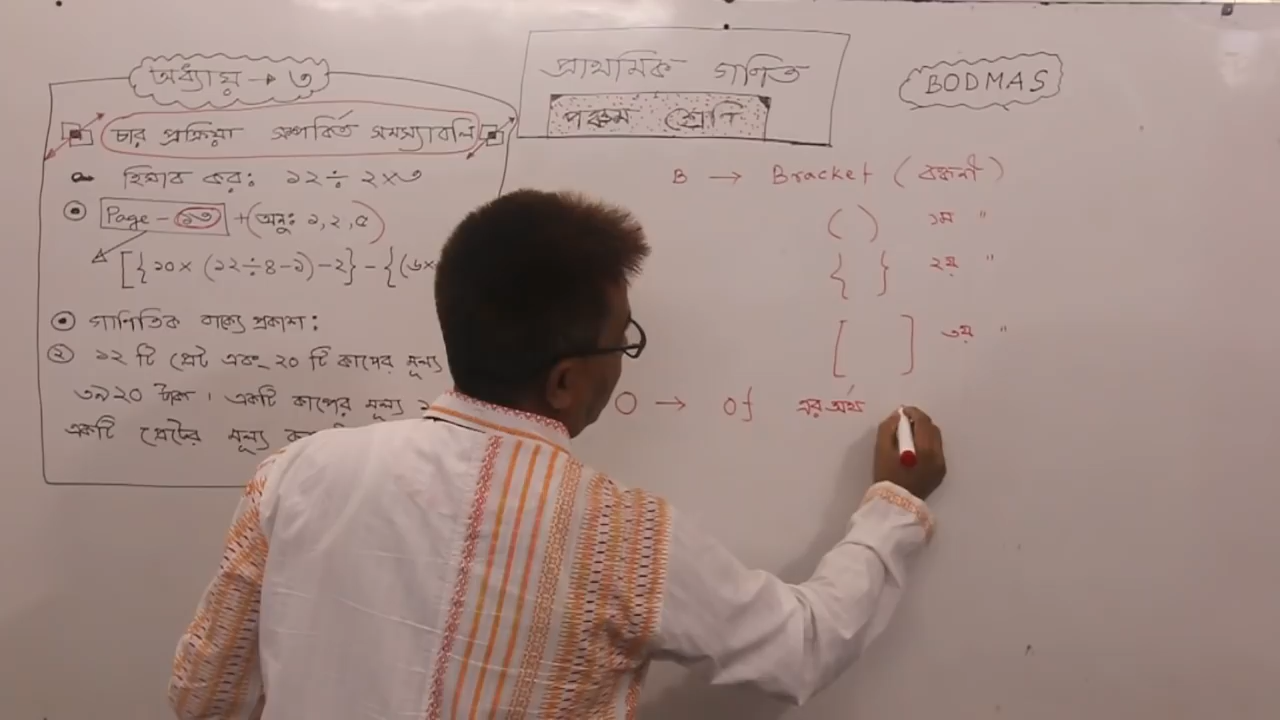 অধ্যায় → ৩
চার প্রক্রিয়া সম্পর্কিত সমস্যাবলি
হিসাব কর: ১২ ÷ ২ × ৩
Page - ১৩ + (অনু: ১, ২, ৫)
[{১০ × (১২ ÷ ৪ - ১) - ২} - {(৬ ×
গাণিতিক বাক্যে প্রকাশ:
২ ১২ টি প্লেট এবং ২০ টি কাপের মূল্য
৩৯২০ টাকা। একটি কাপের মূল্য
একটি প্লেটের মূল্য
প্রাথমিক গণিত
পঞ্চম শ্রেণি
BODMAS
B → Bracket (বন্ধনী)
( ) ১ম "
{ } ২য় "
[ ] ৩য় "
O → of এর অর্থ